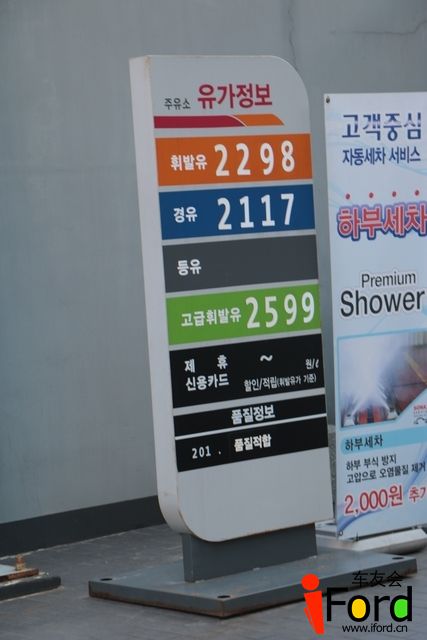 주유소 유가정보
휘발유 2298
경유 2117
등유
고급휘발유 2599
제 휴 ~ 원/ℓ
신용카드 할인/적립(휘발유가 기준)
품질정보
201 . 품질적합
고객중심
자동세차 서비스
하부세차
Premium
Shower
하부세차
하부 부식 방지
고압으로 오염물질 제거
2,000원 추가
车友会
iFord
www.iford.cn